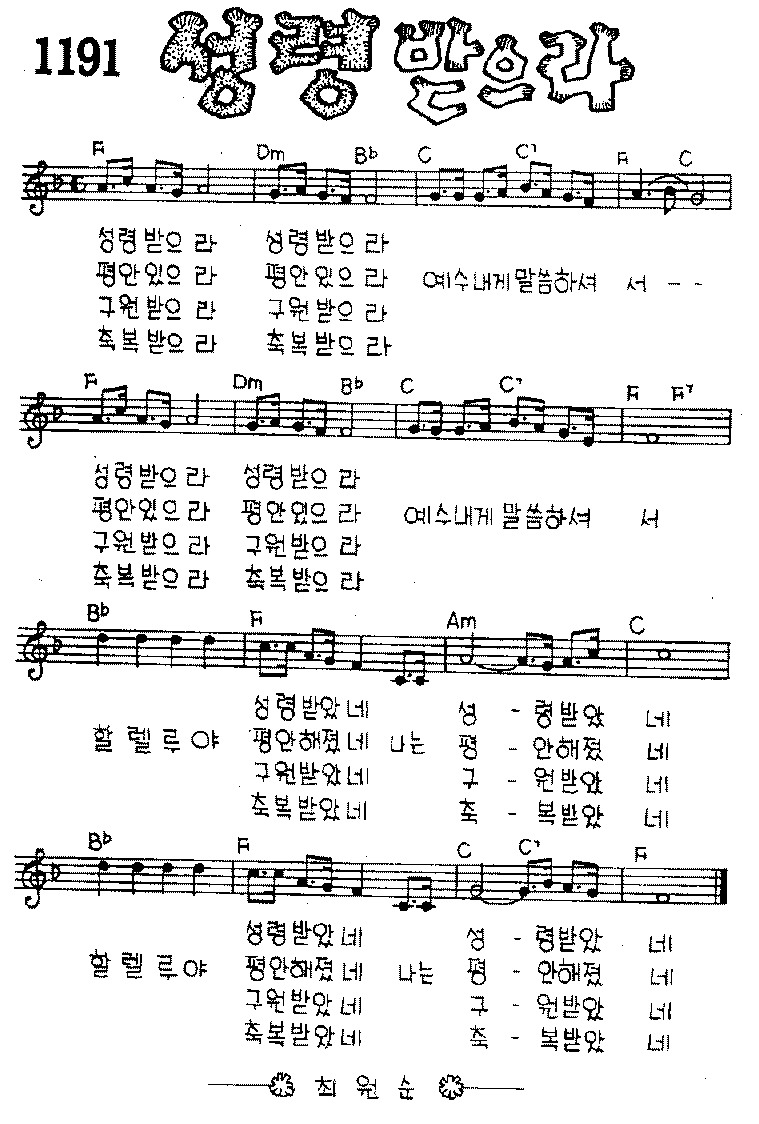 1191 성령 받으라
F Dm B♭ C C7 F C
성령받으라 성령받으라
평안있으라 평안있으라 예수내게말씀하셔 서 - -
구원받으라 구원받으라
축복받으라 축복받으라
F Dm B♭ C C7 F F7
성령받으라 성령받으라
평안있으라 평안있으라 예수내게말씀하셔 서
구원받으라 구원받으라
축복받으라 축복받으라
B♭ F Am C
성령받았네 성 - 령받았 네
할렐루야 평안해졌네 나는 평 - 안해졌 네
구원받았네 구 - 원받았 네
축복받았네 축 - 복받았 네
B♭ F C C7 F
성령받았네 성 - 령받았 네
할렐루야 평안해졌네 나는 평 - 안해졌 네
구원받았네 구 - 원받았 네
축복받았네 축 - 복받았 네
최원순